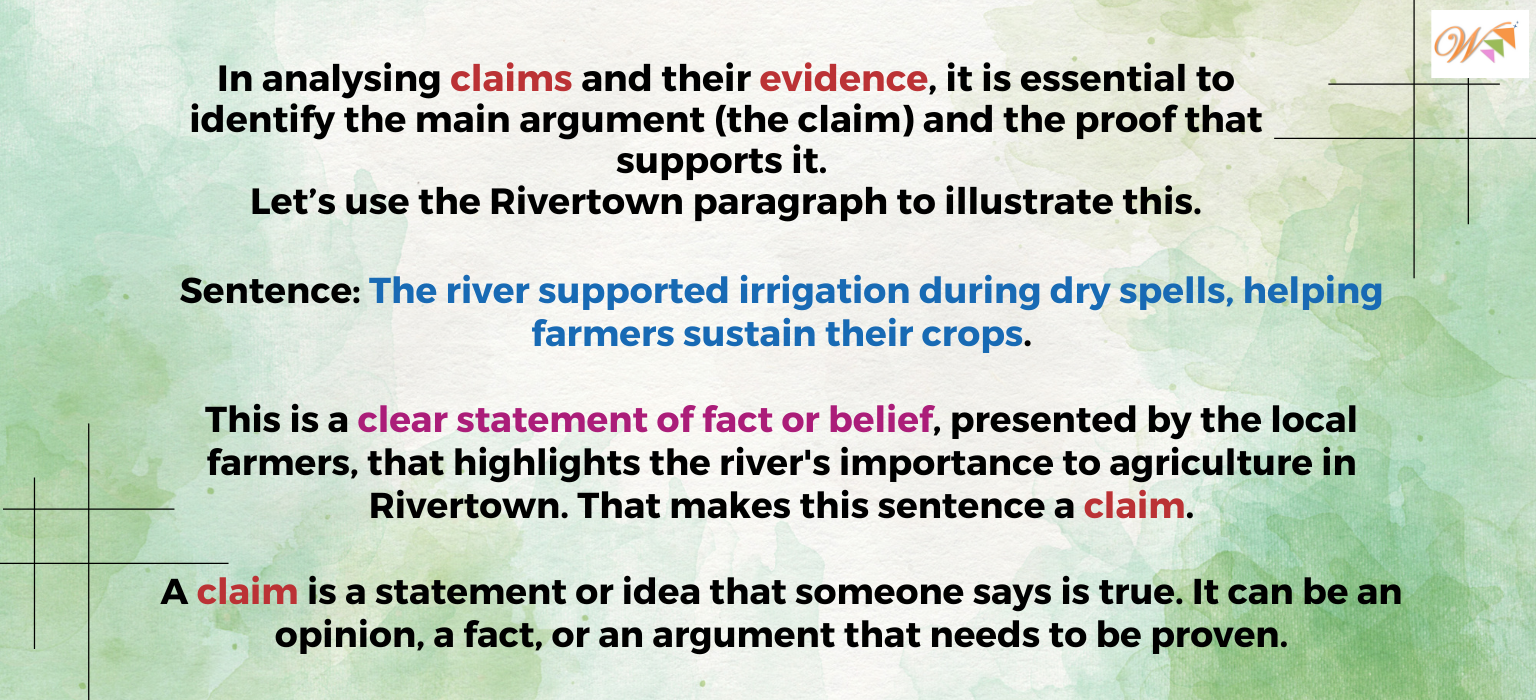 W
In analysing claims and their evidence, it is essential to
identify the main argument (the claim) and the proof that
supports it.
Let’s use the Rivertown paragraph to illustrate this.
Sentence: The river supported irrigation during dry spells, helping
farmers sustain their crops.
This is a clear statement of fact or belief, presented by the local
farmers, that highlights the river's importance to agriculture in
Rivertown. That makes this sentence a claim.
A claim is a statement or idea that someone says is true. It can be an
opinion, a fact, or an argument that needs to be proven.